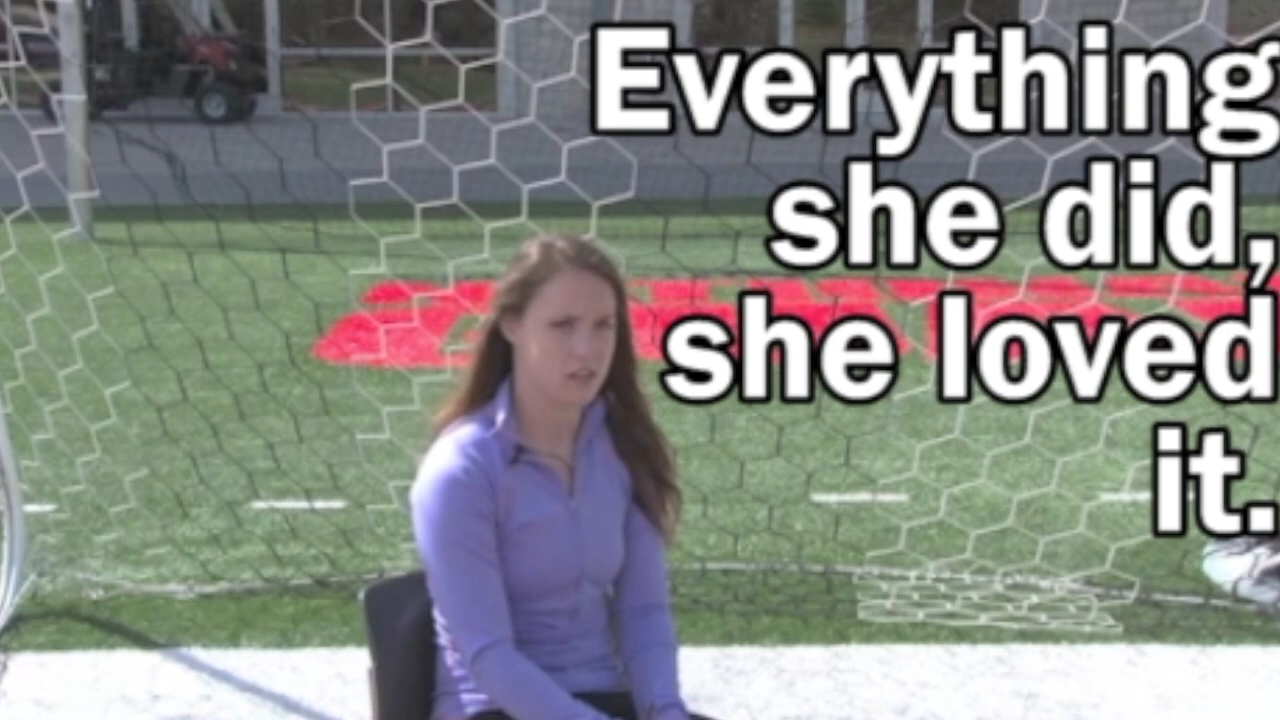 Everything
she did,
she loved
it.